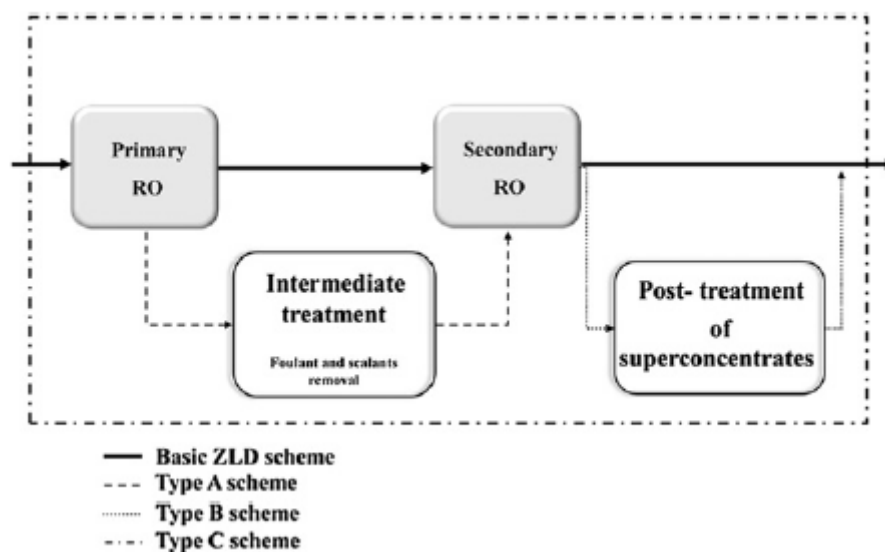 Primary
RO
Secondary
RO
Intermediate
treatment
Foulant and scalants
removal
Post- treatment
of
superconcentrates
Basic ZLD scheme
Type A scheme
Type B scheme
Type C scheme